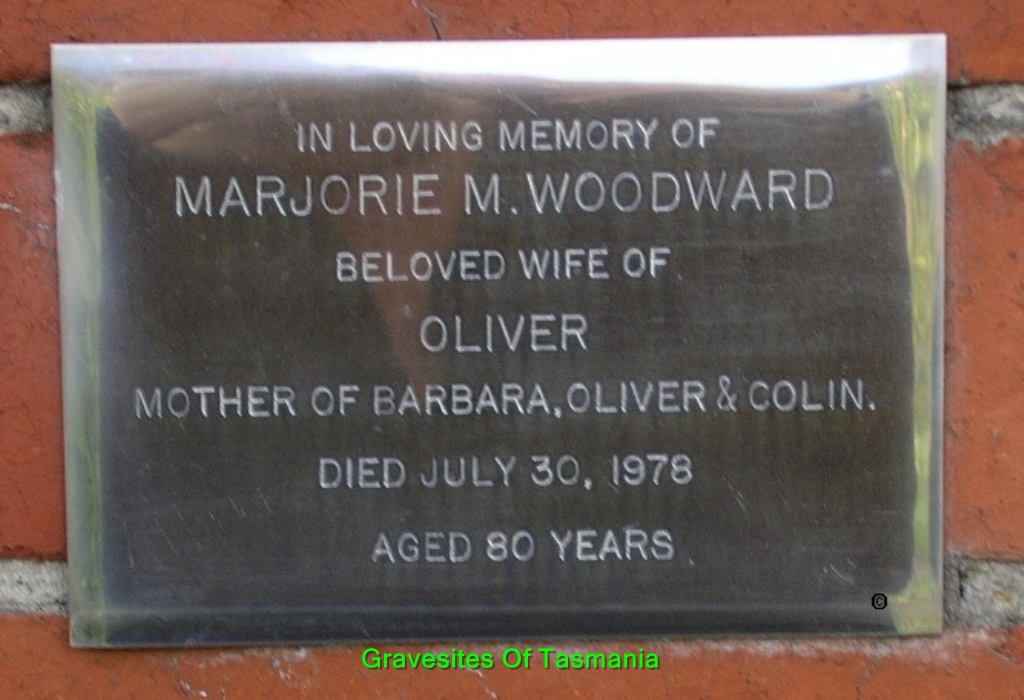 IN LOVING MEMORY OF
MARJORIE M. WOODWARD
BELOVED WIFE OF
OLIVER
MOTHER OF BARBARA, OLIVER & COLIN.
DIED JULY 30, 1978
AGED 80 YEARS.
©
Gravesites Of Tasmania